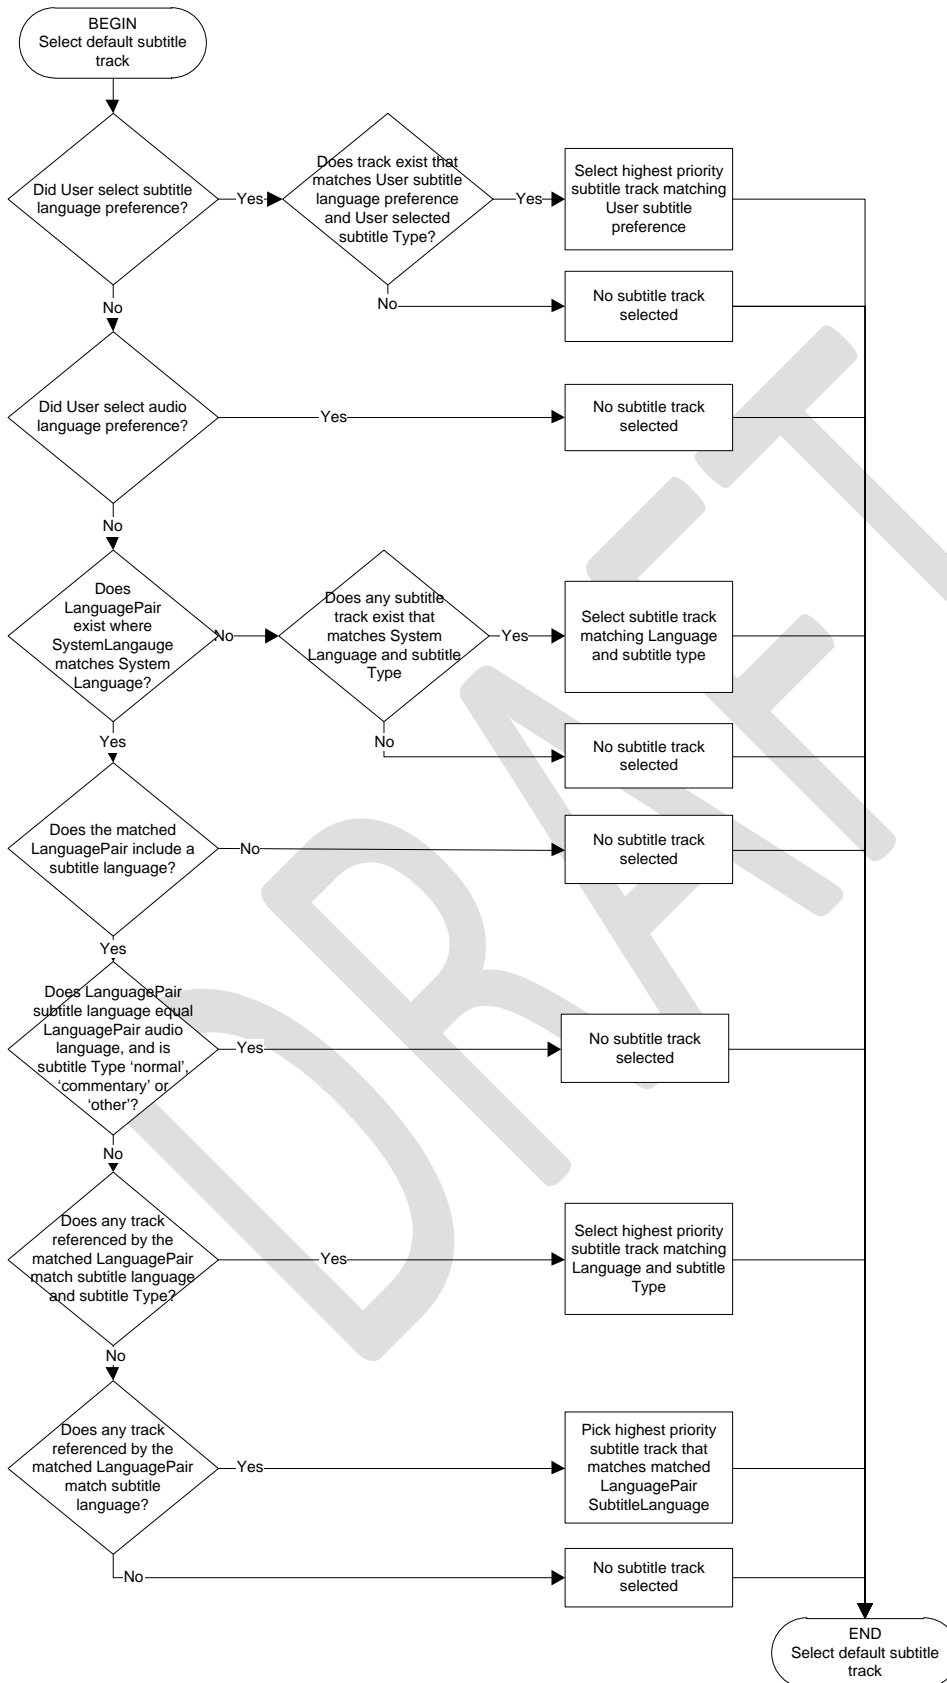 BEGIN
Select default subtitle
track
Did User select subtitle
language preference?
Yes
Does track exist that
matches User subtitle
language preference
and User selected
subtitle Type?
Yes
Select highest priority
subtitle track matching
User subtitle
preference
No
No
No subtitle track
selected
Did User select audio
language preference?
Yes
No subtitle track
selected
No
Does
LanguagePair
exist where
SystemLangauge
matches System
Language?
No
Does any subtitle
track exist that
matches System
Language and subtitle
Type
Yes
Select subtitle track
matching Language
and subtitle type
Yes
No
No subtitle track
selected
Does the matched
LanguagePair include a
subtitle language?
No
No subtitle track
selected
Yes
Does LanguagePair
subtitle language equal
LanguagePair audio
language, and is
subtitle Type ‘normal’,
‘commentary’ or
‘other’?
Yes
No subtitle track
selected
No
Does any track
referenced by the
matched LanguagePair
match subtitle language
and subtitle Type?
Yes
Select highest priority
subtitle track matching
Language and subtitle
Type
No
Does any track
referenced by the
matched LanguagePair
match subtitle
language?
Yes
Pick highest priority
subtitle track that
matches matched
LanguagePair
SubtitleLanguage
No
No subtitle track
selected
END
Select default subtitle
track
DRAFT